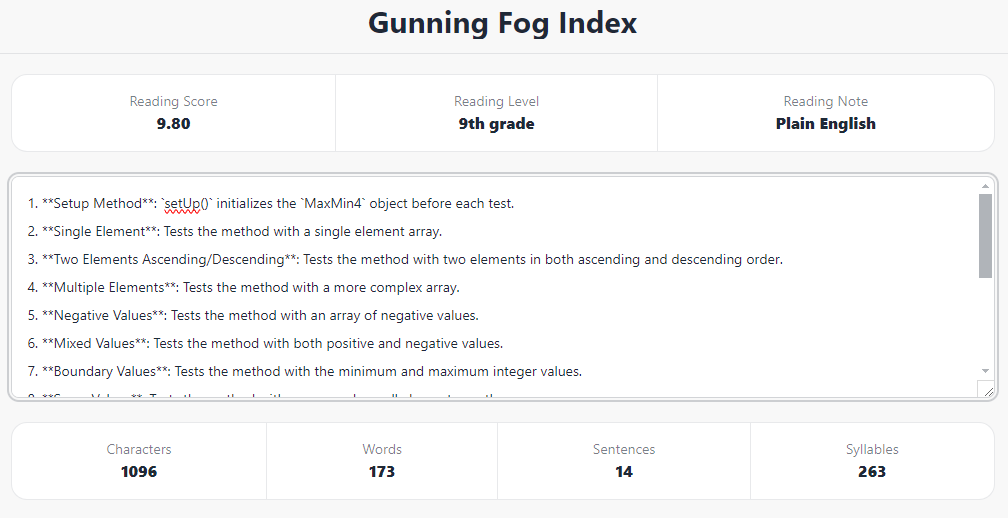 Gunning Fog Index
Reading Score
9.80
Reading Level
9th grade
Reading Note
Plain English
1. **Setup Method**: `setUp()` initializes the `MaxMin4` object before each test.
2. **Single Element**: Tests the method with a single element array.
3. **Two Elements Ascending/Descending**: Tests the method with two elements in both ascending and descending order.
4. **Multiple Elements**: Tests the method with a more complex array.
5. **Negative Values**: Tests the method with an array of negative values.
6. **Mixed Values**: Tests the method with both positive and negative values.
7. **Boundary Values**: Tests the method with the minimum and maximum integer values.
Characters
1096
Words
173
Sentences
14
Syllables
263